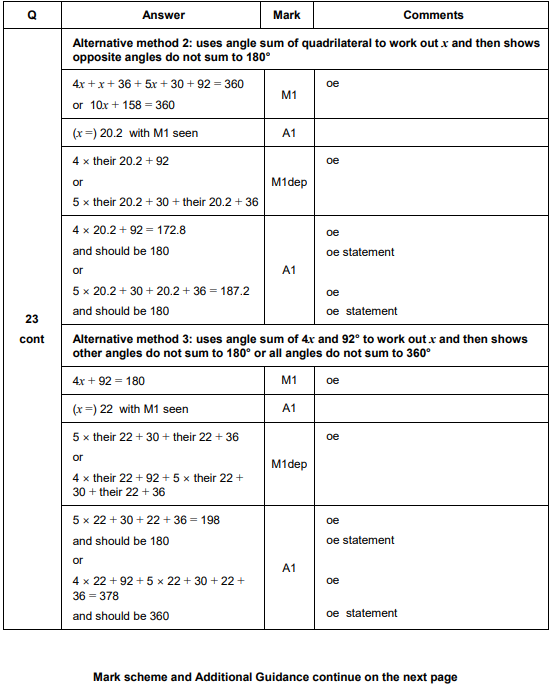 Q Answer Mark Comments
23
cont
Alternative method 2: uses angle sum of quadrilateral to work out x and then shows
opposite angles do not sum to 180°
4x + x + 36 + 5x + 30 + 92 = 360
or 10x + 158 = 360
M1
oe
(x =) 20.2 with M1 seen
A1
4 × their 20.2 + 92
or
5 × their 20.2 + 30 + their 20.2 + 36
M1dep
oe
4 × 20.2 + 92 = 172.8
and should be 180
or
5 × 20.2 + 30 + 20.2 + 36 = 187.2
and should be 180
A1
oe
oe statement
oe
oe statement
Alternative method 3: uses angle sum of 4x and 92° to work out x and then shows
other angles do not sum to 180° or all angles do not sum to 360°
4x + 92 = 180
M1
oe
(x =) 22 with M1 seen
A1
5 × their 22 + 30 + their 22 + 36
or
4 × their 22 + 92 + 5 × their 22 +
30 + their 22 + 36
M1dep
oe
5 × 22 + 30 + 22 + 36 = 198
and should be 180
or
4 × 22 + 92 + 5 × 22 + 30 + 22 +
36 = 378
and should be 360
A1
oe
oe statement
oe
oe statement
Mark scheme and Additional Guidance continue on the next page